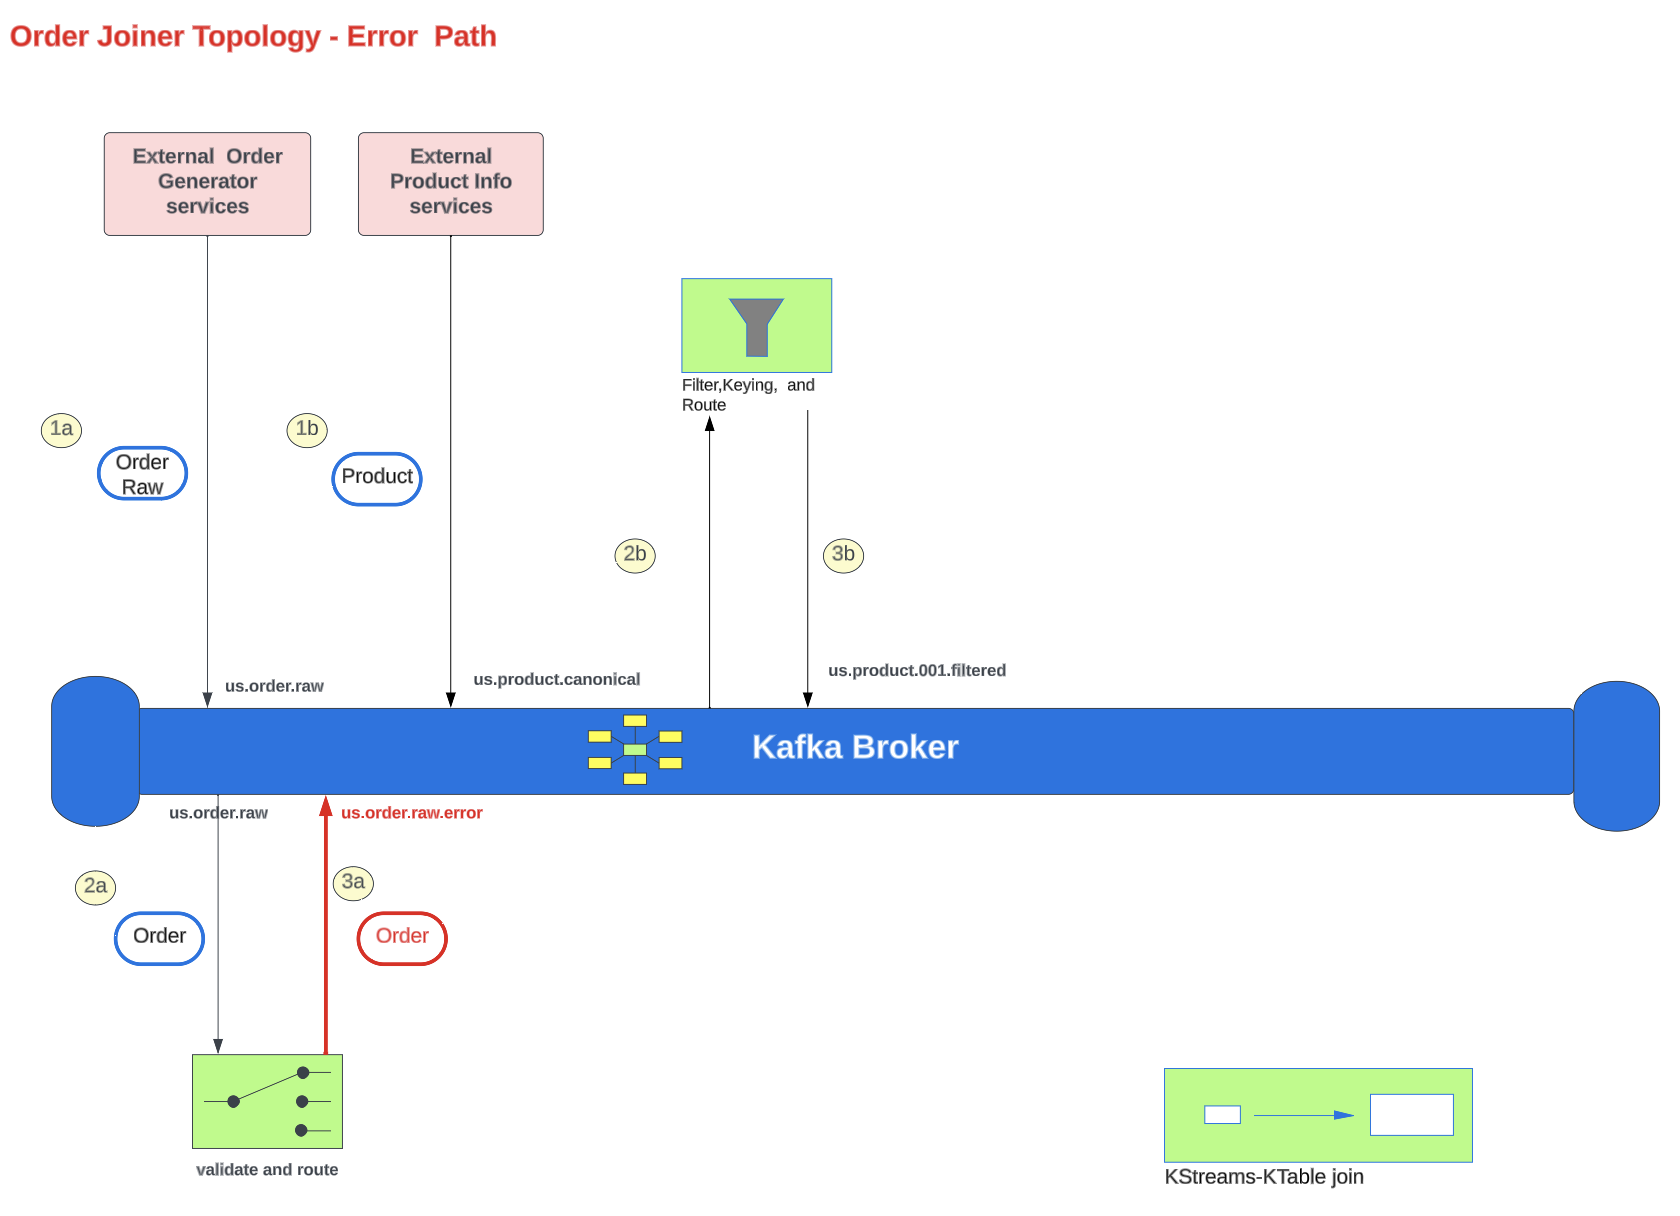 Order Joiner Topology - Error  Path
External  Order
Generator
services
External
Product Info
services
Filter,Keying,  and
Route
1a
Order
Raw
1b
Product
2b
3b
us.order.raw
us.product.canonical
us.product.001.filtered
Kafka Broker
us.order.raw
us.order.raw.error
2a
Order
3a
Order
validate and route
KStreams-KTable join